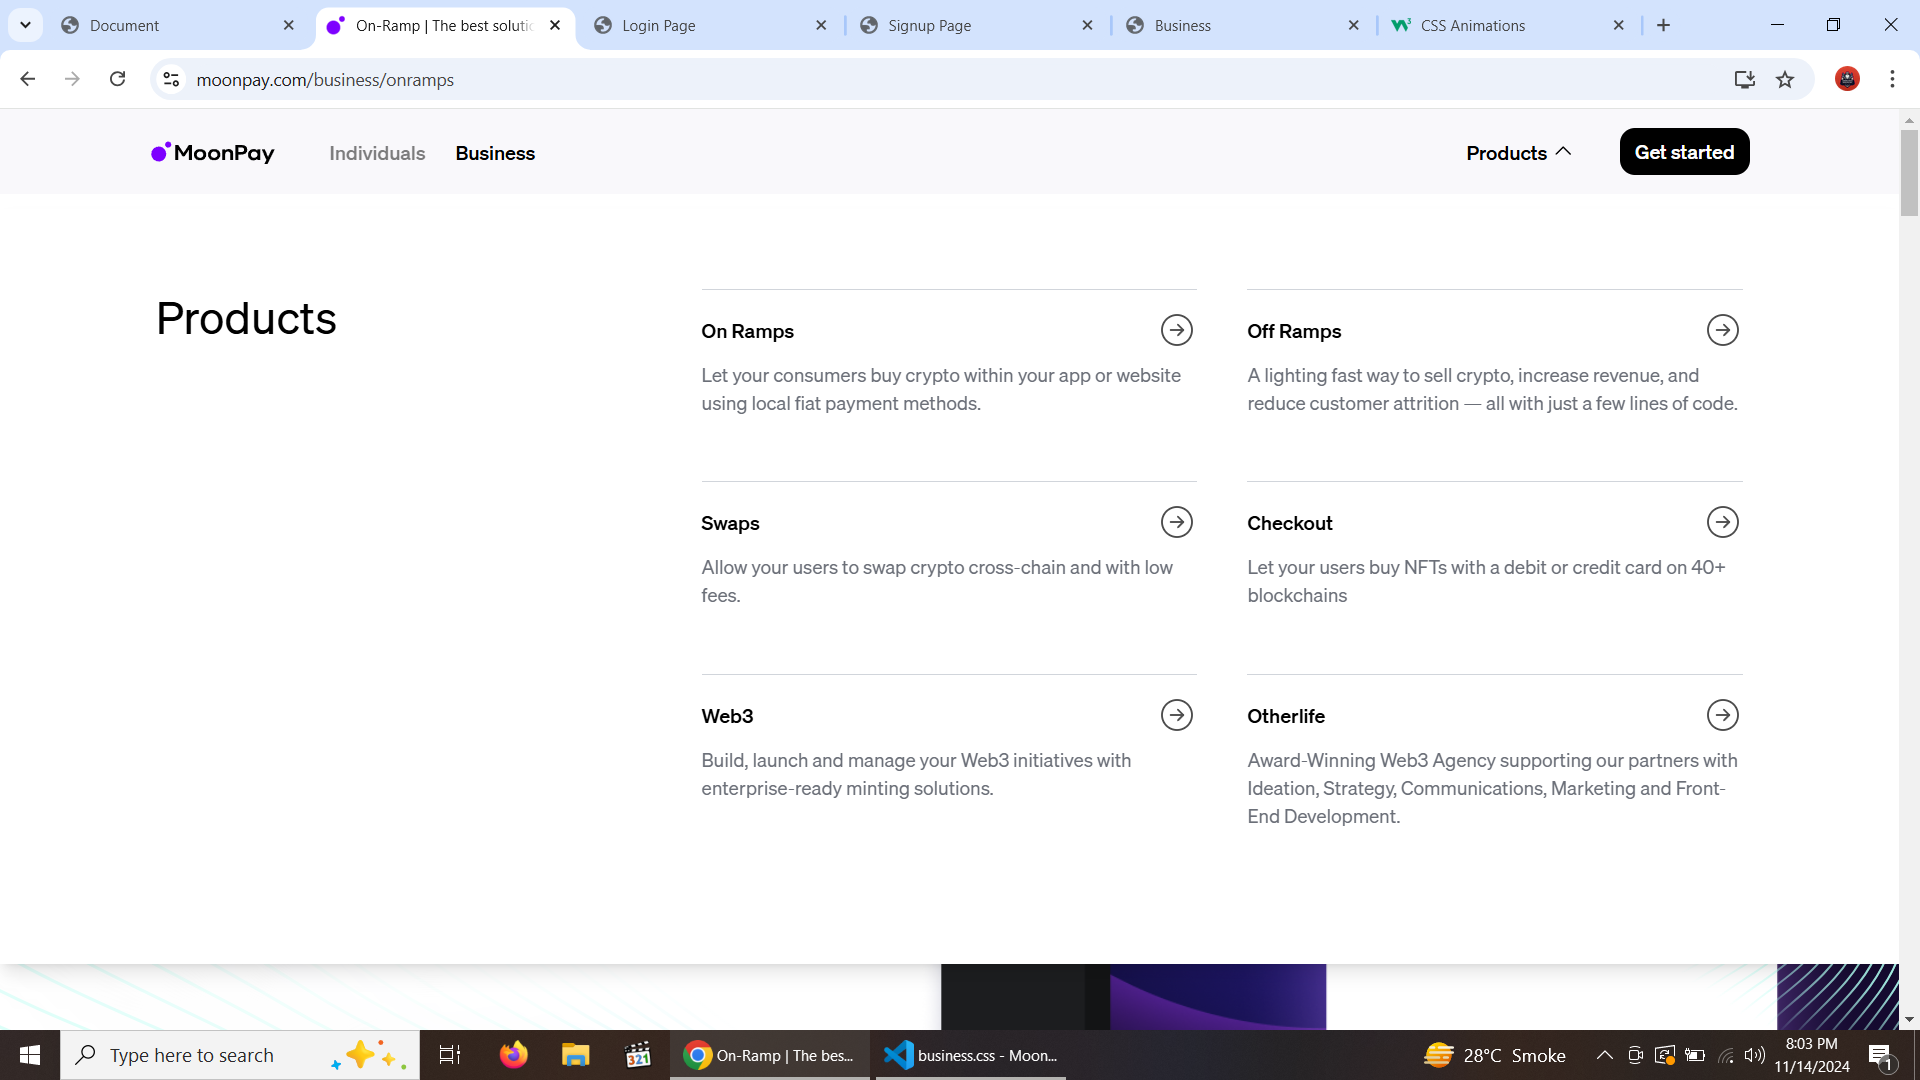 Document
On-Ramp | The best solutio
Login Page
Signup Page
Business
CSS Animations
moonpay.com/business/onramps
MoonPay
Individuals
Business
Products
Get started
Products
On Ramps
Let your consumers buy crypto within your app or website
using local fiat payment methods.
Off Ramps
A lighting fast way to sell crypto, increase revenue, and
reduce customer attrition — all with just a few lines of code.
Swaps
Allow your users to swap crypto cross-chain and with low
fees.
Checkout
Let your users buy NFTs with a debit or credit card on 40+
blockchains
Web3
Build, launch and manage your Web3 initiatives with
enterprise-ready minting solutions.
Otherlife
Award-Winning Web3 Agency supporting our partners with
Ideation, Strategy, Communications, Marketing and Front-
End Development.
Type here to search
321
On-Ramp | The bes...
business.css - Moon...
28°C Smoke
8:03 PM
11/14/2024
1